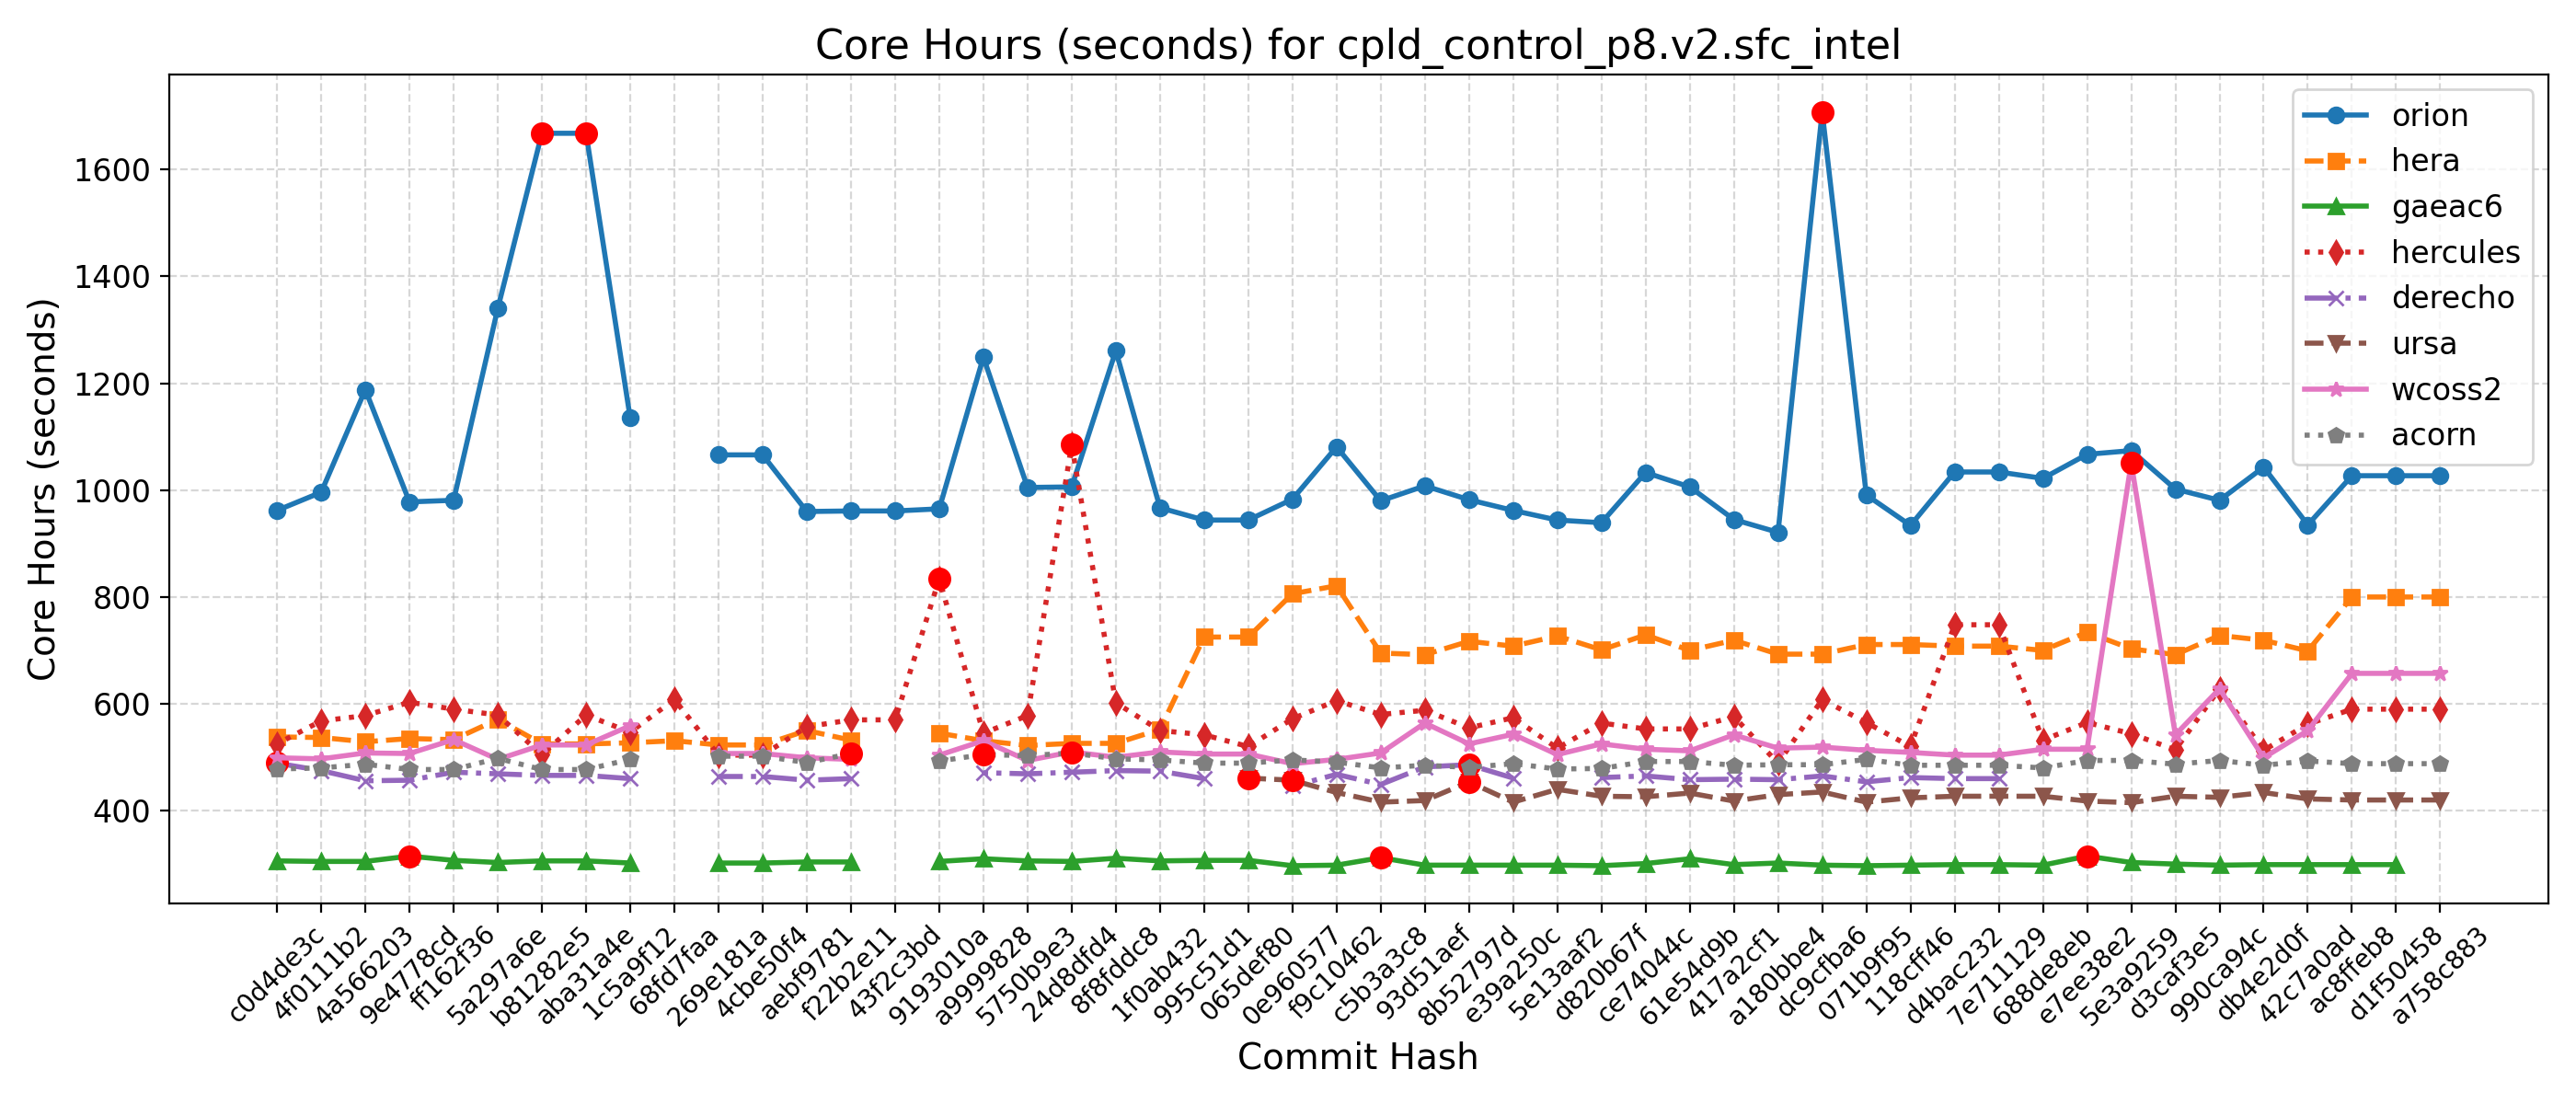 Core Hours (seconds) for cpld_control_p8.v2.sfc_intel
Core Hours (seconds)
1600
1400
1200
1000
800
600
400
orion
hera
gaeac6
hercules
derecho
ursa
wcoss2
acorn
c0d4de3c
4f0111b2
4a566203
9e4778cd
ff162f36
5a297a6e
b81282e5
aba31a4e
1c5a9f12
68fd7faa
269e181a
4cbe50f4
aebf9781
f22b2e11
43f2c3bd
9193010a
a9999828
5750b9e3
24d8dfd4
8f8fddc8
1f0ab432
995c51d1
065def80
0e960577
f9c10462
c5b3a3c8
93d51aef
8b52797d
e39a250c
5e13aaf2
d820b67f
ce74044c
61e54d9b
417a2cf1
a180bbe4
dc9cfba6
071b9f95
118cff46
d4bac232
7e711129
688de8eb
e7ee38e2
5e3a9259
d3caf3e5
990ca94c
db4e2d0f
42c7a0ad
ac8ffeb8
d1f50458
a758c883
Commit Hash